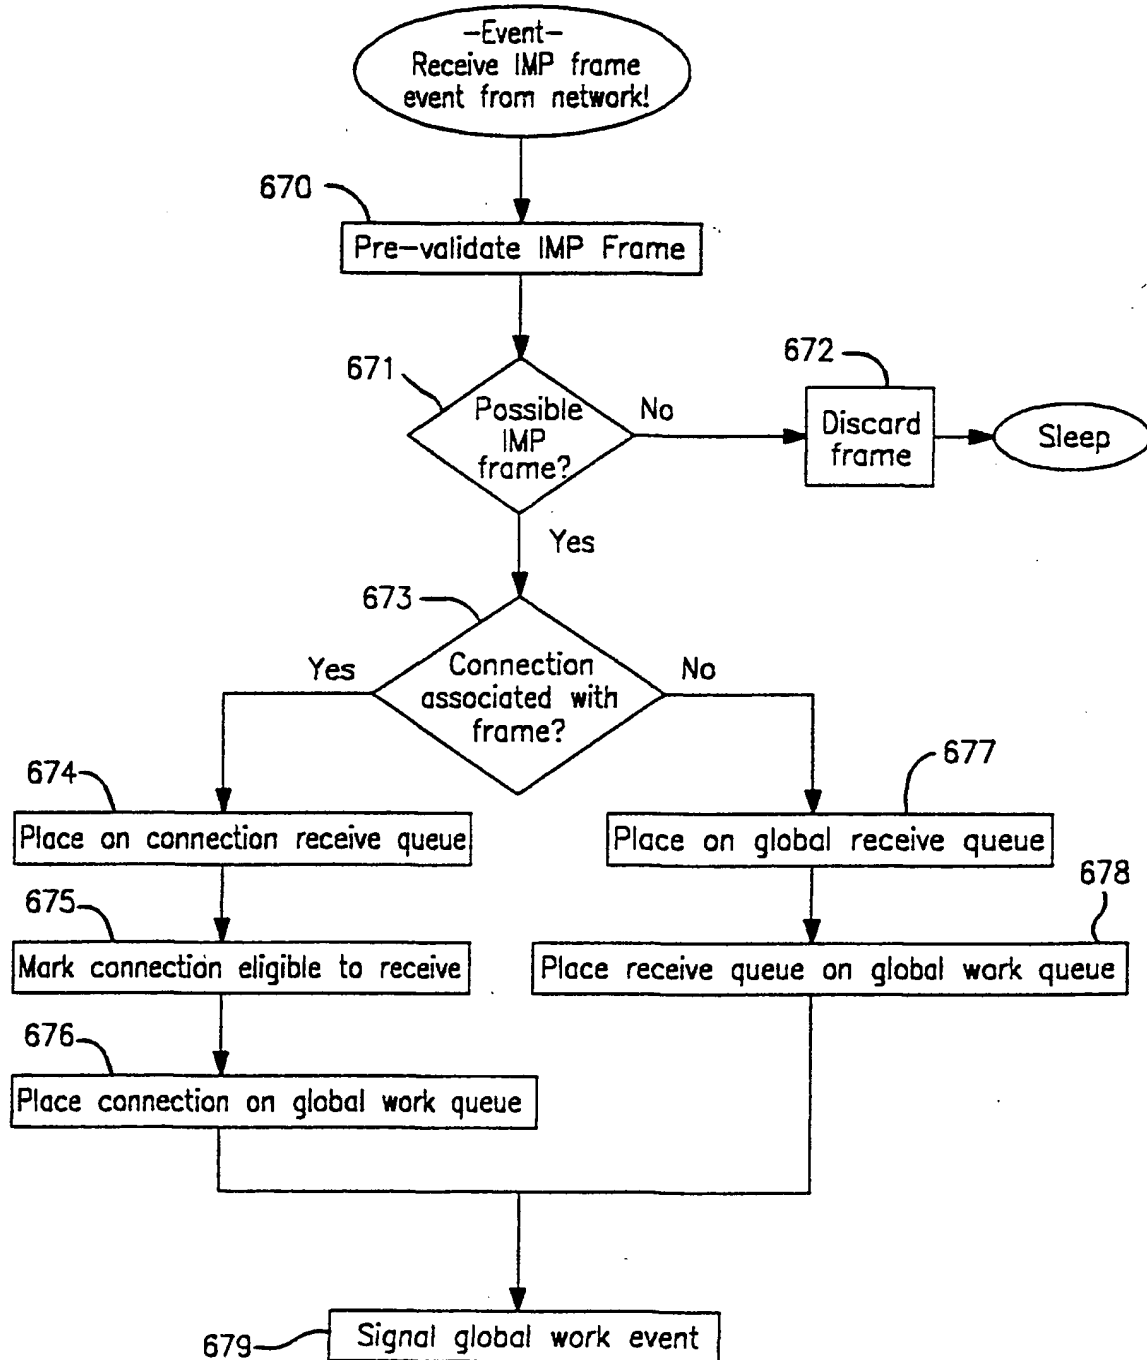 -Event-
Receive IMP frame
event from network!
670
Pre-validate IMP Frame
671
Possible
IMP
frame?
No
672
Discard
frame
Sleep
Yes
673
Connection
associated with
frame?
Yes
No
674
Place on connection receive queue
677
Place on global receive queue
675
Mark connection eligible to receive
678
Place receive queue on global work queue
676
Place connection on global work queue
679
Signal global work event